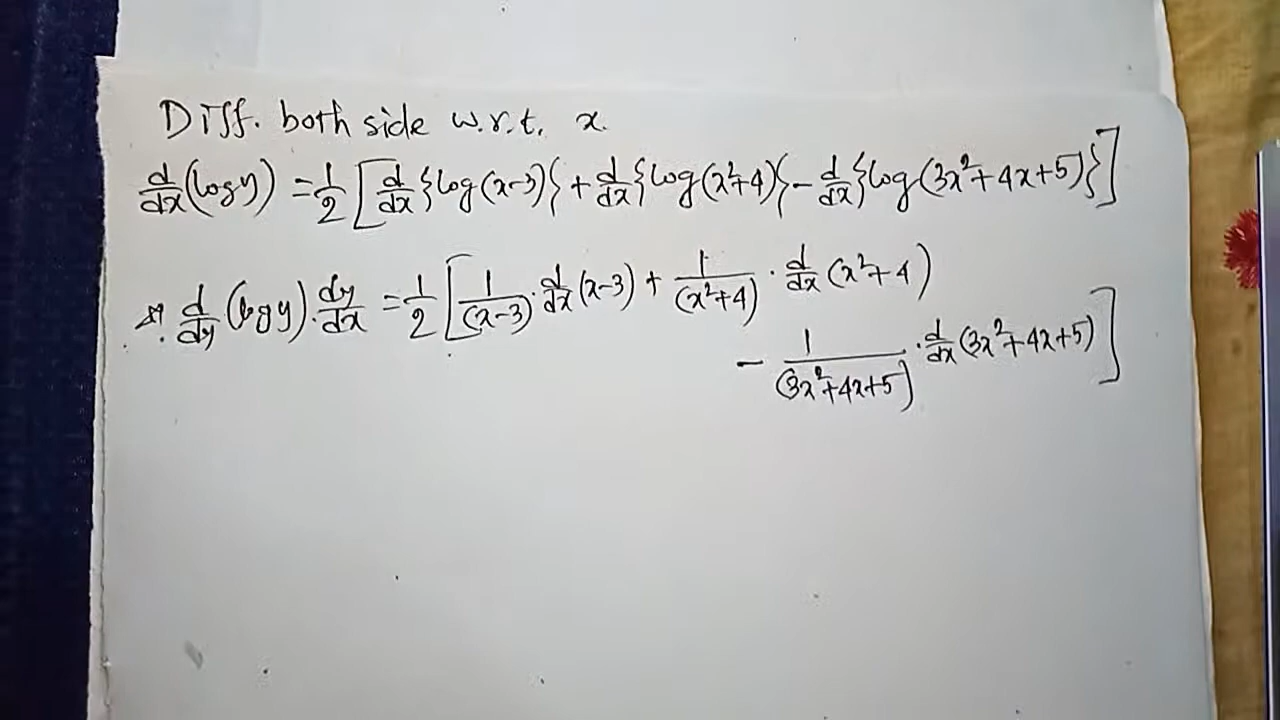 Diff. both side w.r.t. x.
d/dx(log y) = 1/2 [d/dx{log(x-3)} + d/dx{log(x²+4)} - d/dx{log(3x²+4x+5)}]
d/dy (log y). dy/dx = 1/2 [1/(x-3) · d/dx (x-3) + 1/(x²+4) · d/dx (x²+4)
- 1/(3x²+4x+5) · d/dx (3x²+4x+5)]